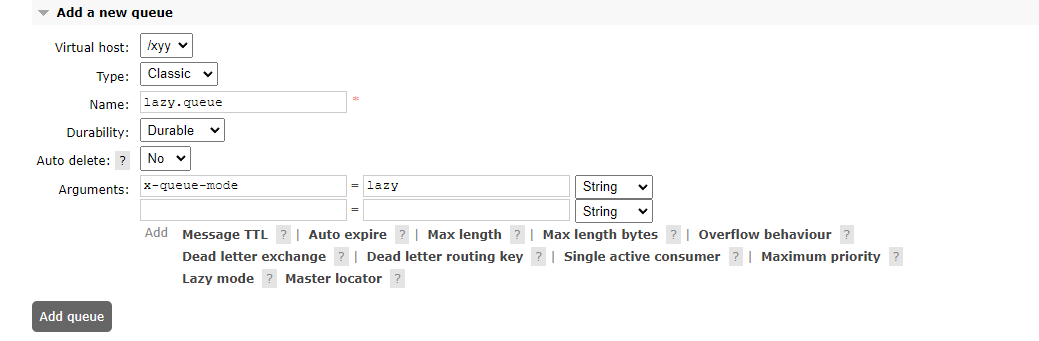 Add a new queue
Virtual host: /xyy
Type: Classic
Name: lazy.queue *
Durability: Durable
Auto delete: ? No
Arguments: x-queue-mode = lazy String
= String
Add Message TTL ? | Auto expire ? | Max length ? | Max length bytes ? | Overflow behaviour ?
Dead letter exchange ? | Dead letter routing key ? | Single active consumer ? | Maximum priority ?
Lazy mode ? Master locator ?
Add queue